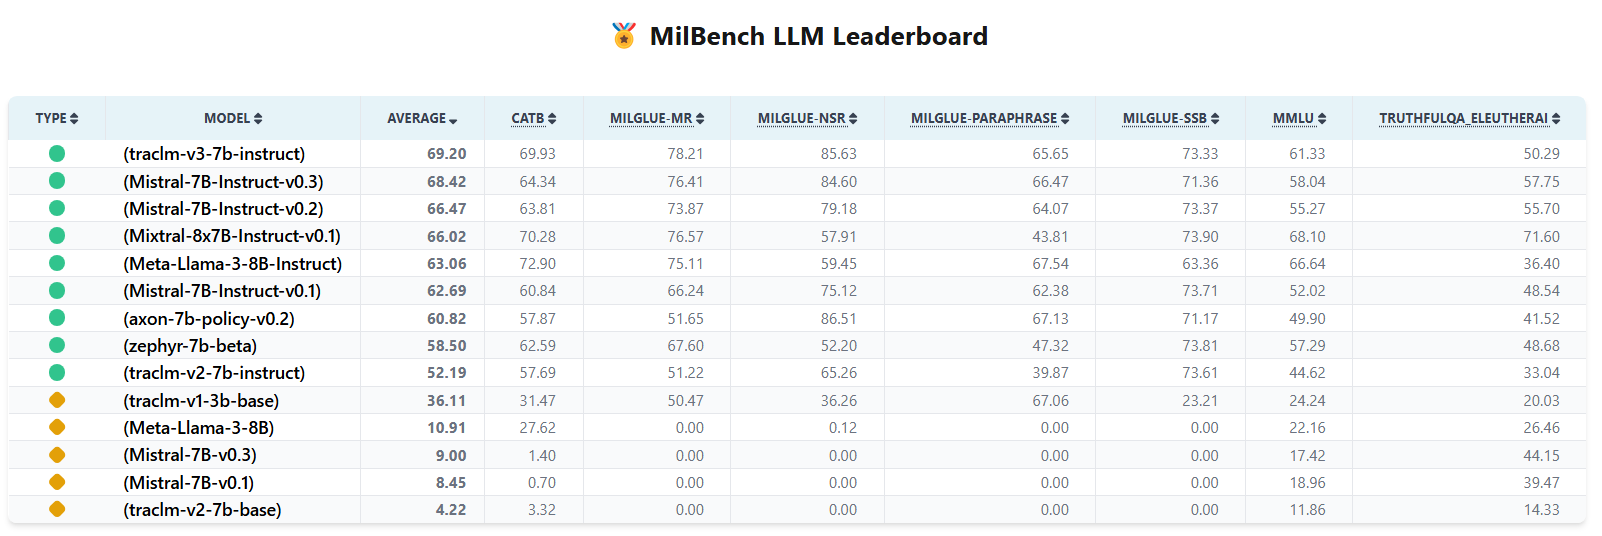 MilBench LLM Leaderboard
TYPE MODEL AVERAGE CATB MILGLUE-MR MILGLUE-NSR MILGLUE-PARAPHRASE MILGLUE-SSB MMLU TRUTHFULQA_ELEUTHERAI
(traclm-v3-7b-instruct) 69.20 69.93 78.21 85.63 65.65 73.33 61.33 50.29
(Mistral-7B-Instruct-v0.3) 68.42 64.34 76.41 84.60 66.47 71.36 58.04 57.75
(Mistral-7B-Instruct-v0.2) 66.47 63.81 73.87 79.18 64.07 73.37 55.27 55.70
(Mixtral-8x7B-Instruct-v0.1) 66.02 70.28 76.57 57.91 43.81 73.90 68.10 71.60
(Meta-Llama-3-8B-Instruct) 63.06 72.90 75.11 59.45 67.54 63.36 66.64 36.40
(Mistral-7B-Instruct-v0.1) 62.69 60.84 66.24 75.12 62.38 73.71 52.02 48.54
(axon-7b-policy-v0.2) 60.82 57.87 51.65 86.51 67.13 71.17 49.90 41.52
(zephyr-7b-beta) 58.50 62.59 67.60 52.20 47.32 73.81 57.29 48.68
(traclm-v2-7b-instruct) 52.19 57.69 51.22 65.26 39.87 73.61 44.62 33.04
(traclm-v1-3b-base) 36.11 31.47 50.47 36.26 67.06 23.21 24.24 20.03
(Meta-Llama-3-8B) 10.91 27.62 0.00 0.12 0.00 0.00 22.16 26.46
(Mistral-7B-v0.3) 9.00 1.40 0.00 0.00 0.00 0.00 17.42 44.15
(Mistral-7B-v0.1) 8.45 0.70 0.00 0.00 0.00 0.00 18.96 39.47
(traclm-v2-7b-base) 4.22 3.32 0.00 0.00 0.00 0.00 11.86 14.33